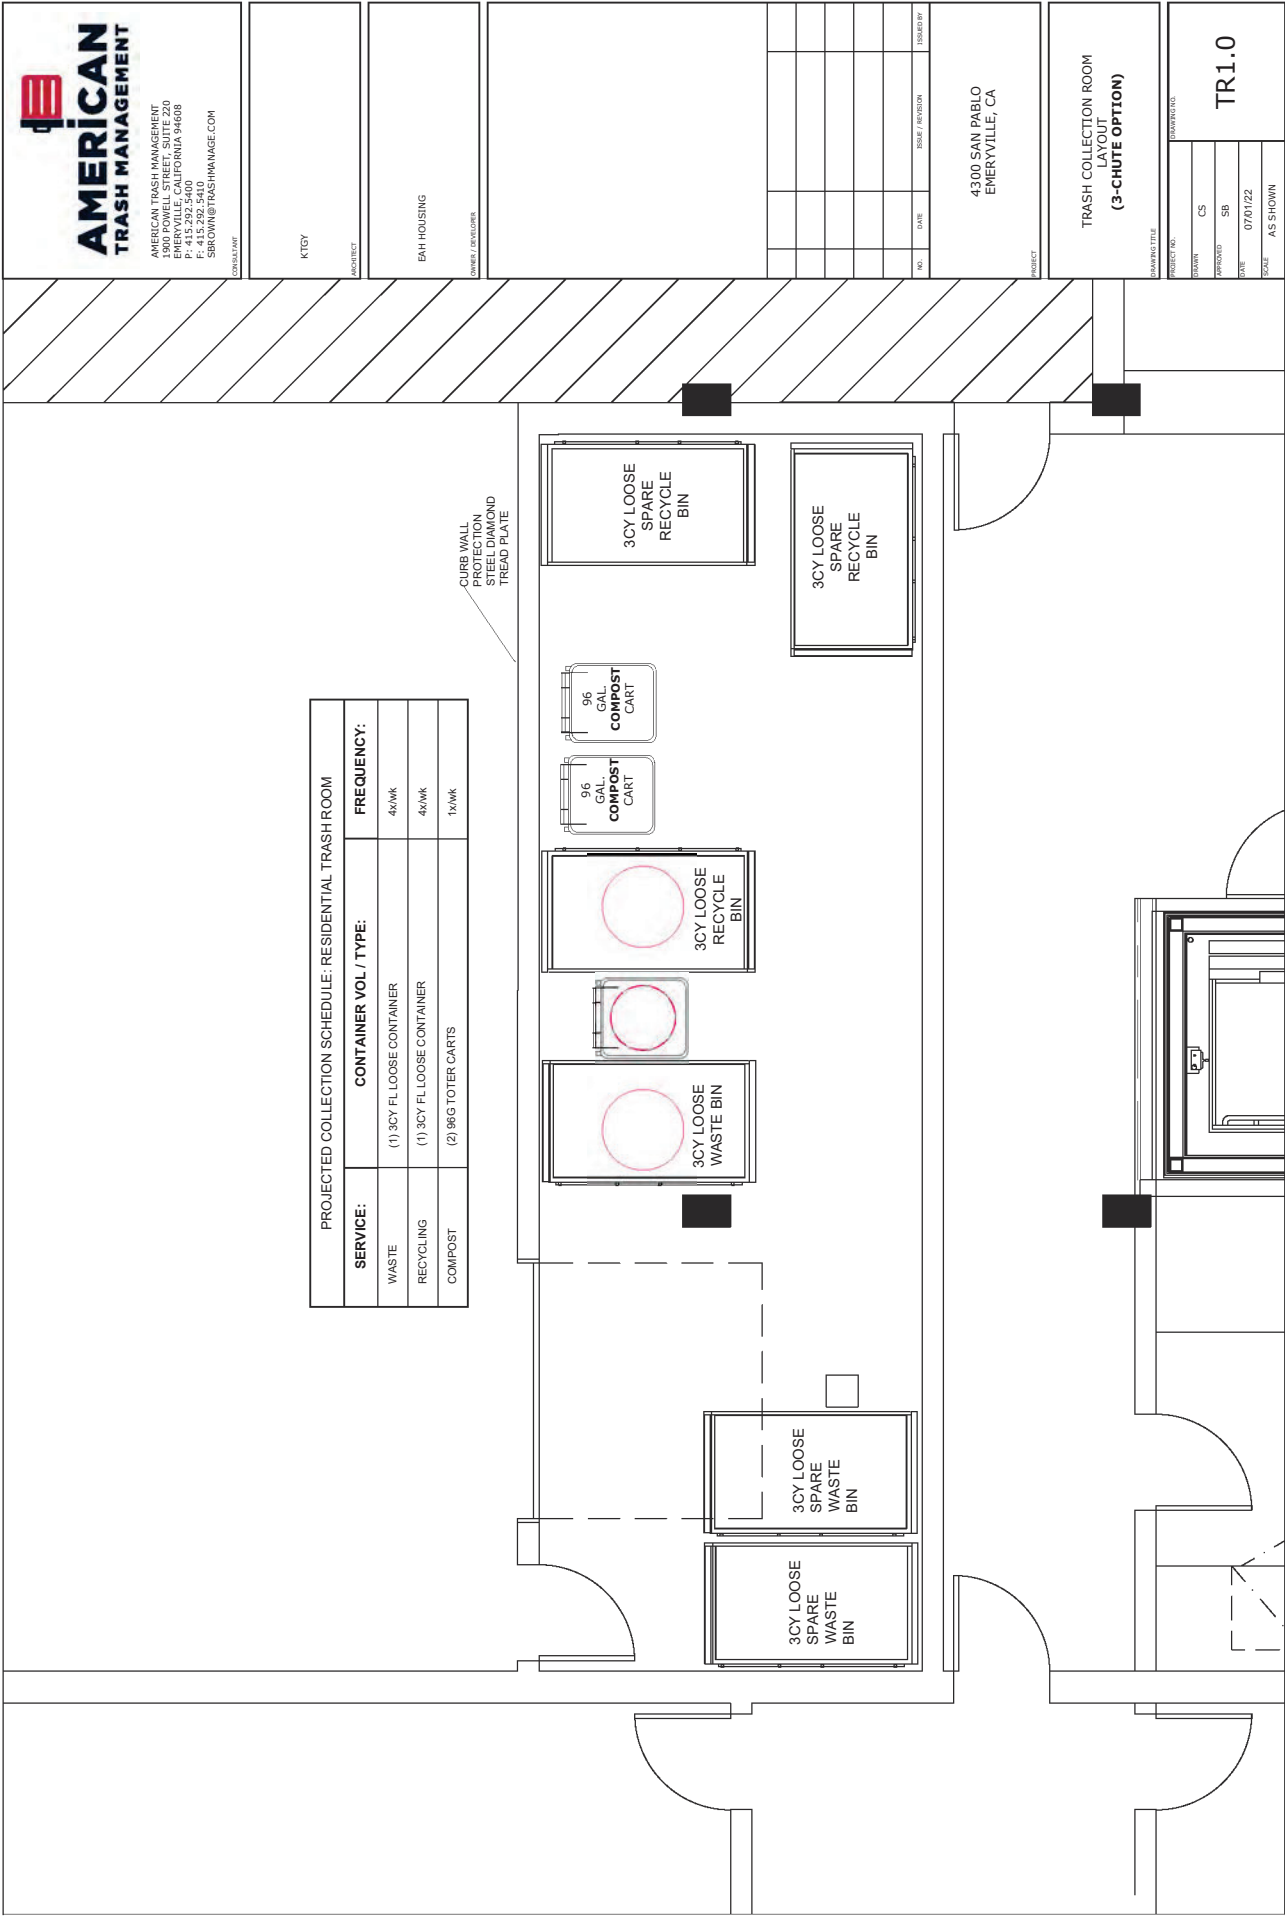 AMERICAN
TRASH MANAGEMENT
AMERICAN TRASH MANAGEMENT
1900 POWELL STREET, SUITE 220
EMERYVILLE, CALIFORNIA 94608
P: 415.292.5400
F: 415.292.5410
SBROWN@TRASHMANAGE.COM
CONSULTANT
KTGY
ARCHITECT
EAH HOUSING
OWNER / DEVELOPER
NO.
DATE
ISSUE / REVISION
ISSUED BY
4300 SAN PABLO
EMERYVILLE, CA
PROJECT
TRASH COLLECTION ROOM
LAYOUT
(3-CHUTE OPTION)
DRAWING TITLE
PROJECT NO.
DRAWN
CS
APPROVED
SB
DATE
07/01/22
SCALE
AS SHOWN
DRAWING NO.
TR1.0
PROJECTED COLLECTION SCHEDULE: RESIDENTIAL TRASH ROOM
SERVICE: CONTAINER VOL / TYPE: FREQUENCY:
WASTE (1) 3CY FL LOOSE CONTAINER 4x/wk
RECYCLING (1) 3CY FL LOOSE CONTAINER 4x/wk
COMPOST (2) 96G TOTER CARTS 1x/wk
CURB WALL
PROTECTION
STEEL DIAMOND
TREAD PLATE
3CY LOOSE
WASTE BIN
3CY LOOSE
RECYCLE
BIN
96
GAL.
COMPOST
CART
96
GAL.
COMPOST
CART
3CY LOOSE
SPARE
RECYCLE
BIN
3CY LOOSE
SPARE
RECYCLE
BIN
3CY LOOSE
SPARE
WASTE
BIN
3CY LOOSE
SPARE
WASTE
BIN